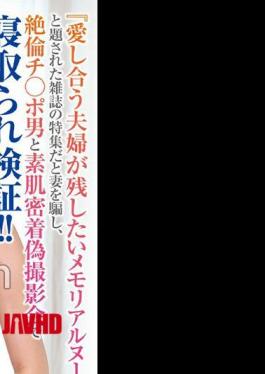 『愛し合う夫婦が残したいメモリアルヌー
と題された雑誌の特集だと妻を騙し、
絶倫チ〇ポ男と素肌密着偽撮影会で
寝取られ検証!!
JAVHD